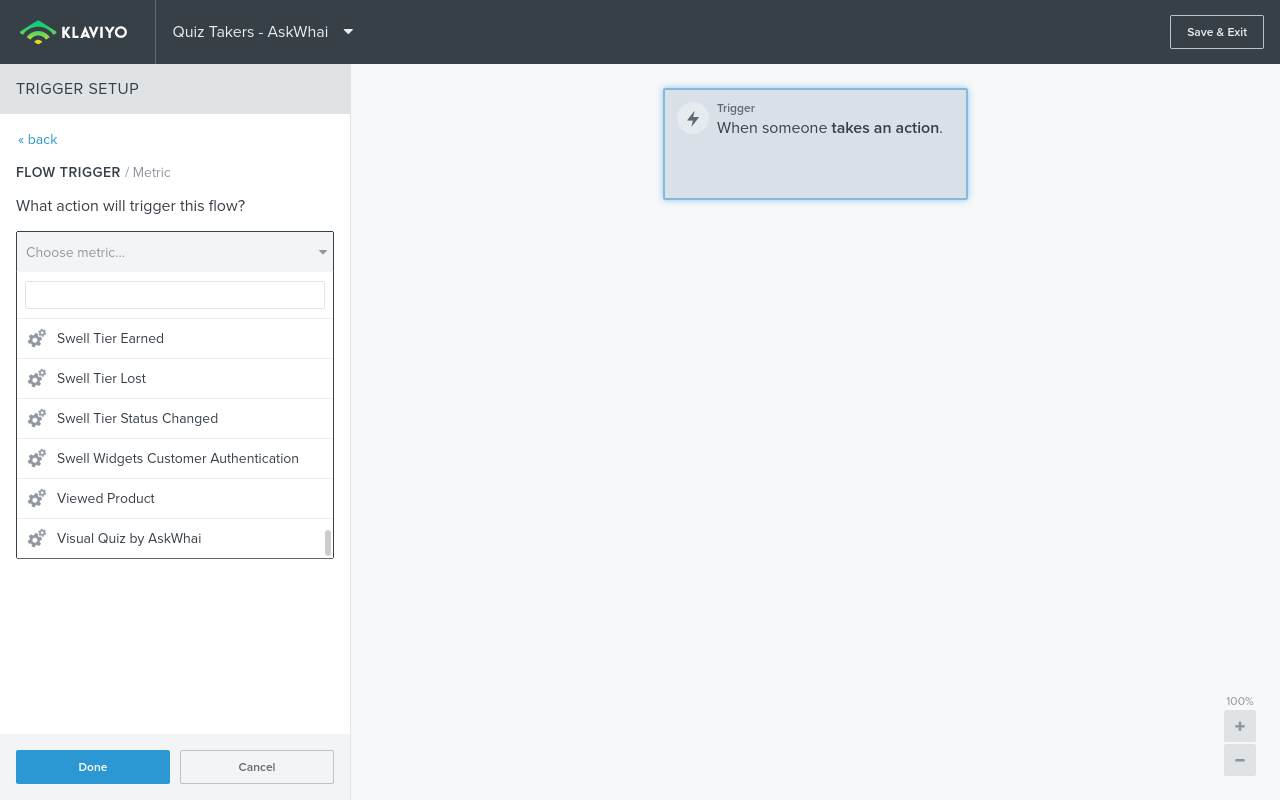 KLAVIYO
Quiz Takers - AskWhai
Save & Exit
TRIGGER SETUP
« back
FLOW TRIGGER / Metric
What action will trigger this flow?
Choose metric...
Swell Tier Earned
Swell Tier Lost
Swell Tier Status Changed
Swell Widgets Customer Authentication
Viewed Product
Visual Quiz by AskWhai
Done
Cancel
Trigger
When someone takes an action.
100%
+
−